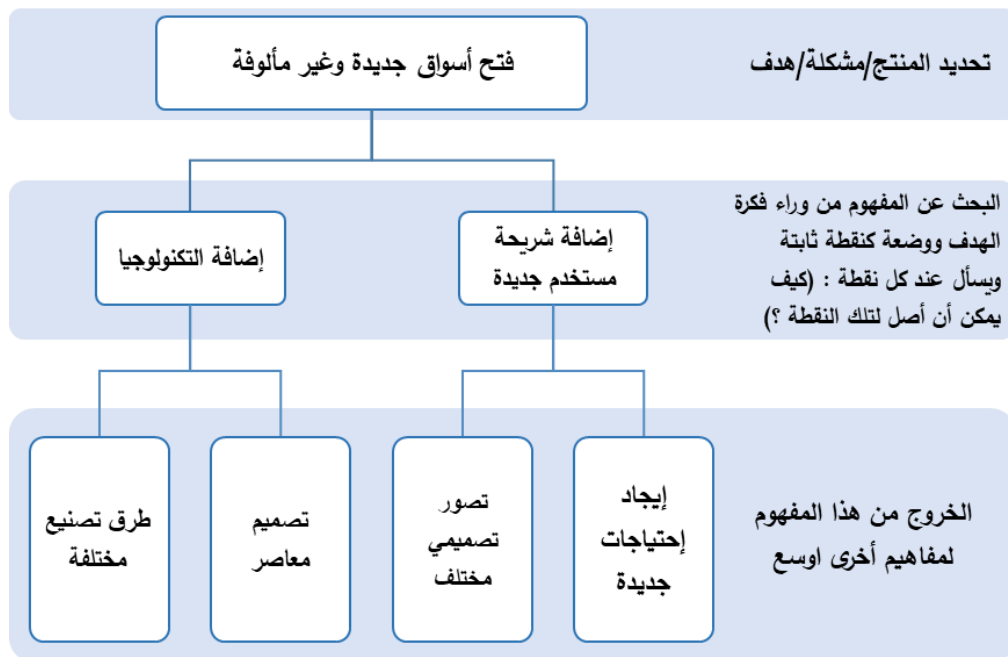 تحديد المنتج/مشكلة/هدف
فتح أسواق جديدة وغير مألوفة
البحث عن المفهوم من وراء فكرة
الهدف ووضعة كنقطة ثابتة
ويسأل عند كل نقطة : (كيف
يمكن أن أصل لتلك النقطة ؟)
إضافة شريحة
مستخدم جديدة
إضافة التكنولوجيا
الخروج من هذا المفهوم
لمفاهيم أخرى اوسع
إيجاد
إحتياجات
جديدة
تصور
تصميمي
مختلف
تصميم
معاصر
طرق تصنيع
مختلفة